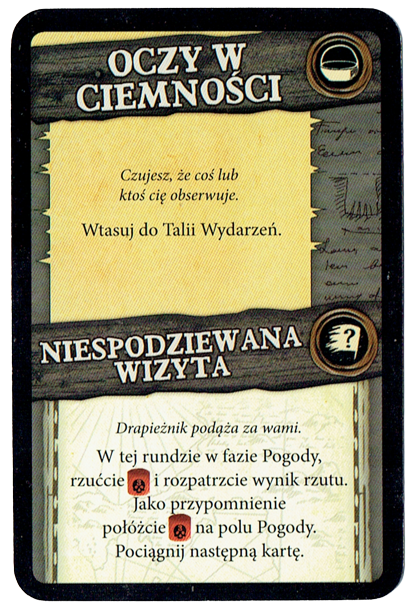 OCZY W
CIEMNOŚCI
Czujesz, że coś lub
ktoś cię obserwuje.
Wtasuj do Talii Wydarzeń.
NIESPODZIEWANA
WIZYTA
?
Drapieżnik podąża za wami.
W tej rundzie w fazie Pogody,
rzućcie i rozpatrzcie wynik rzutu.
Jako przypomnienie
połóżcie na polu Pogody.
Pociągnij następną kartę.